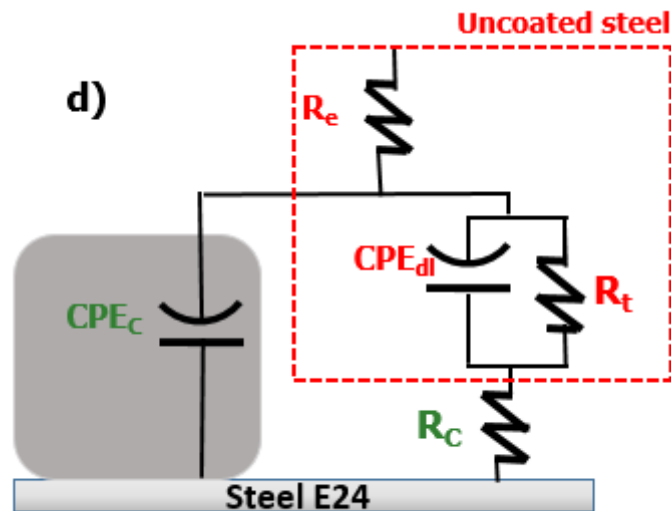 Uncoated steel
d)
Re
CPEdl
Rt
CPEC
RC
Steel E24